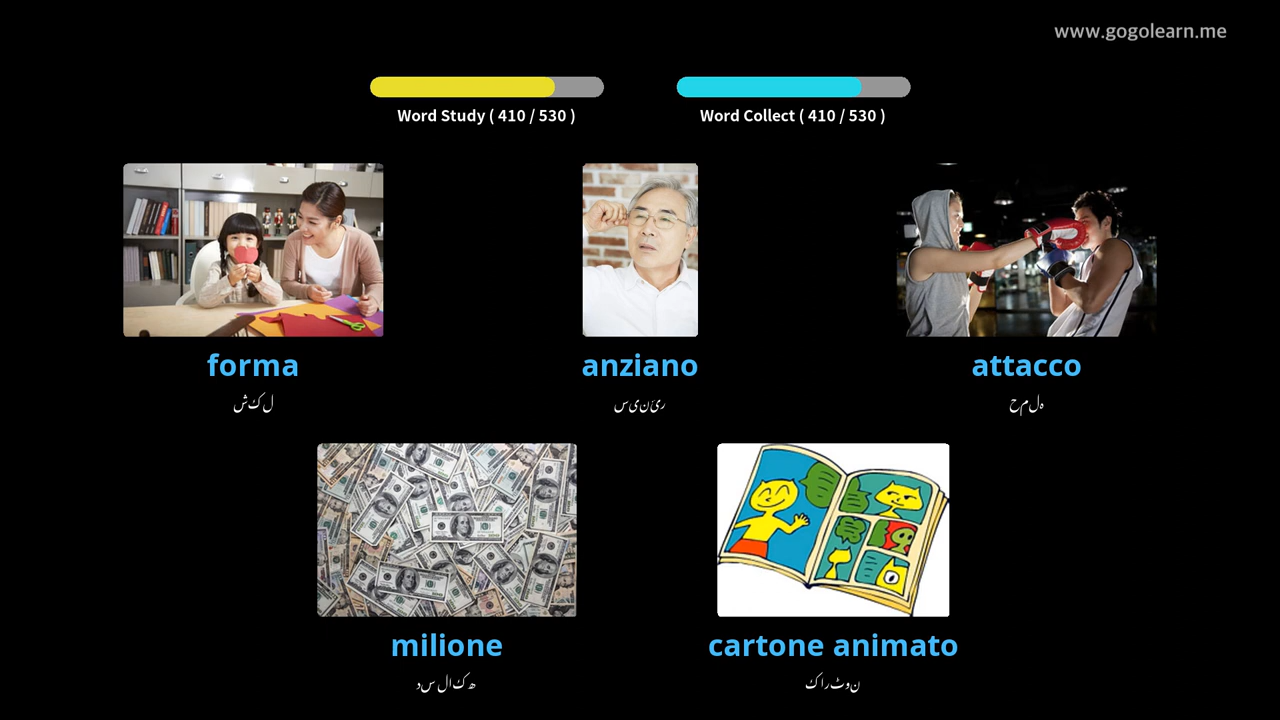 www.gogolearn.me
Word Study ( 410 / 530 )
Word Collect ( 410 / 530 )
forma
شکل
anziano
سینیئر
attacco
حملہ
milione
دس لاکھ
cartone animato
کارٹون